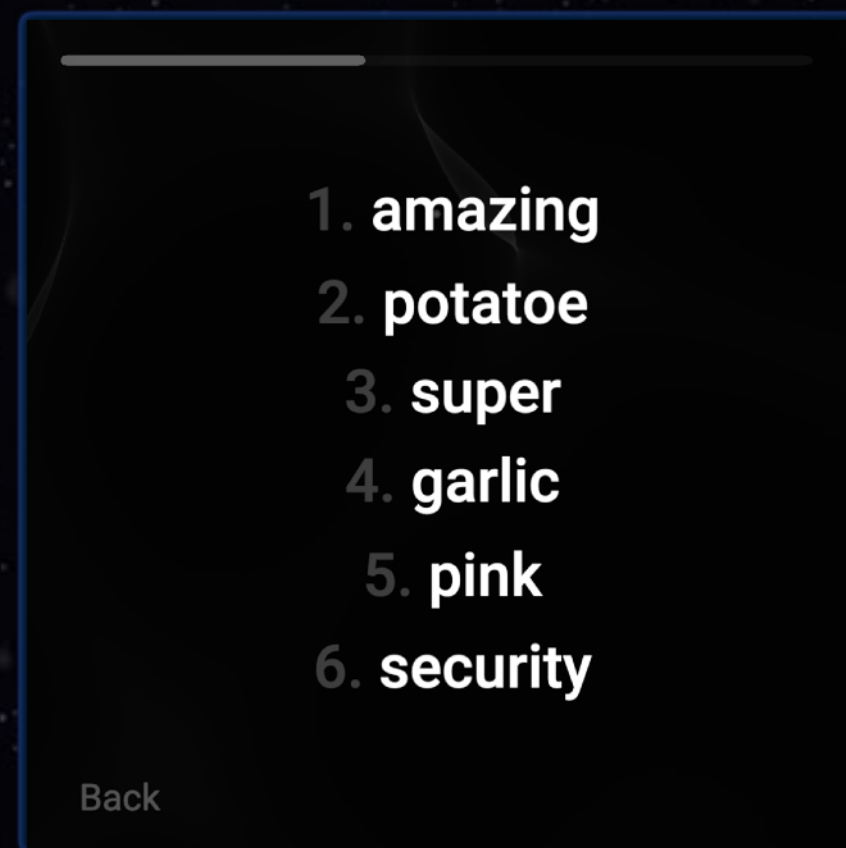 1. amazing
2. potatoe
3. super
4. garlic
5. pink
6. security
Back